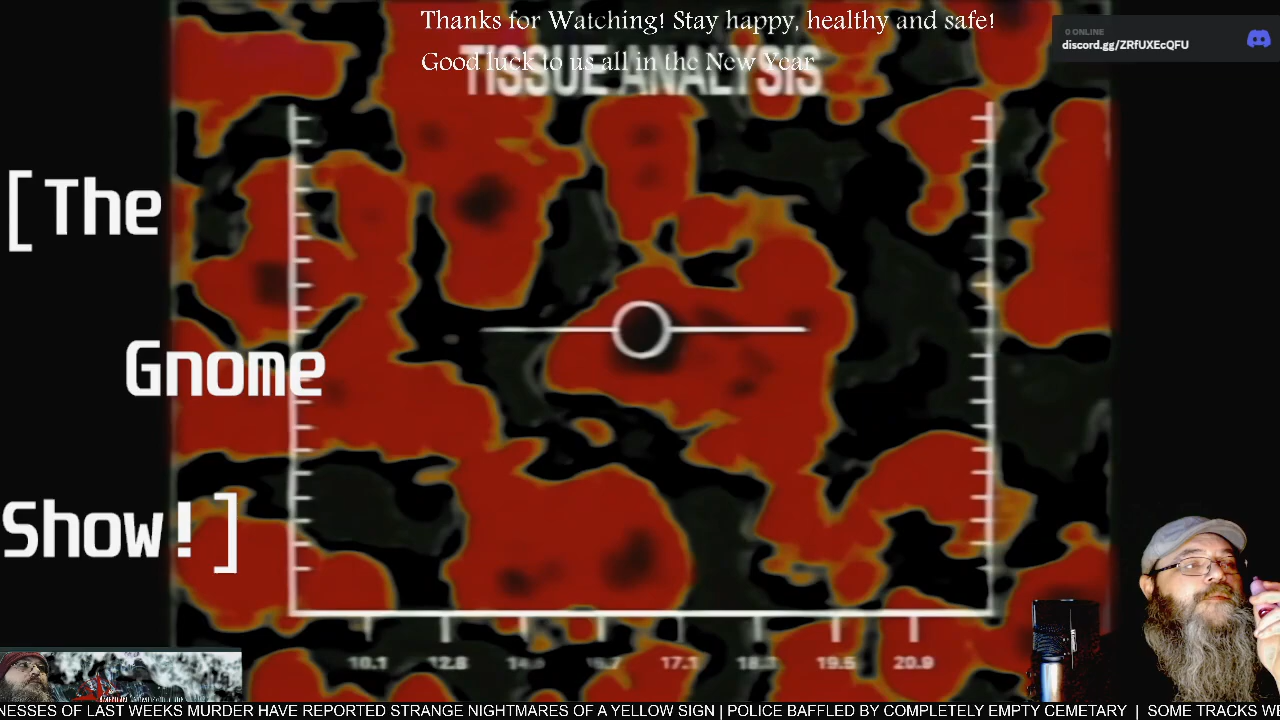 Thanks for Watching! Stay happy, healthy and safe!
Good luck to us all in the New Year
TISSUE ANALYSIS
0 ONLINE
discord.gg/ZRfUXEcQFU
[The
Gnome
Show!]
10.1 12.8 17.1 19.5 20.9
NESSES OF LAST WEEKS MURDER HAVE REPORTED STRANGE NIGHTMARES OF A YELLOW SIGN | POLICE BAFFLED BY COMPLETELY EMPTY CEMETARY | SOME TRACKS